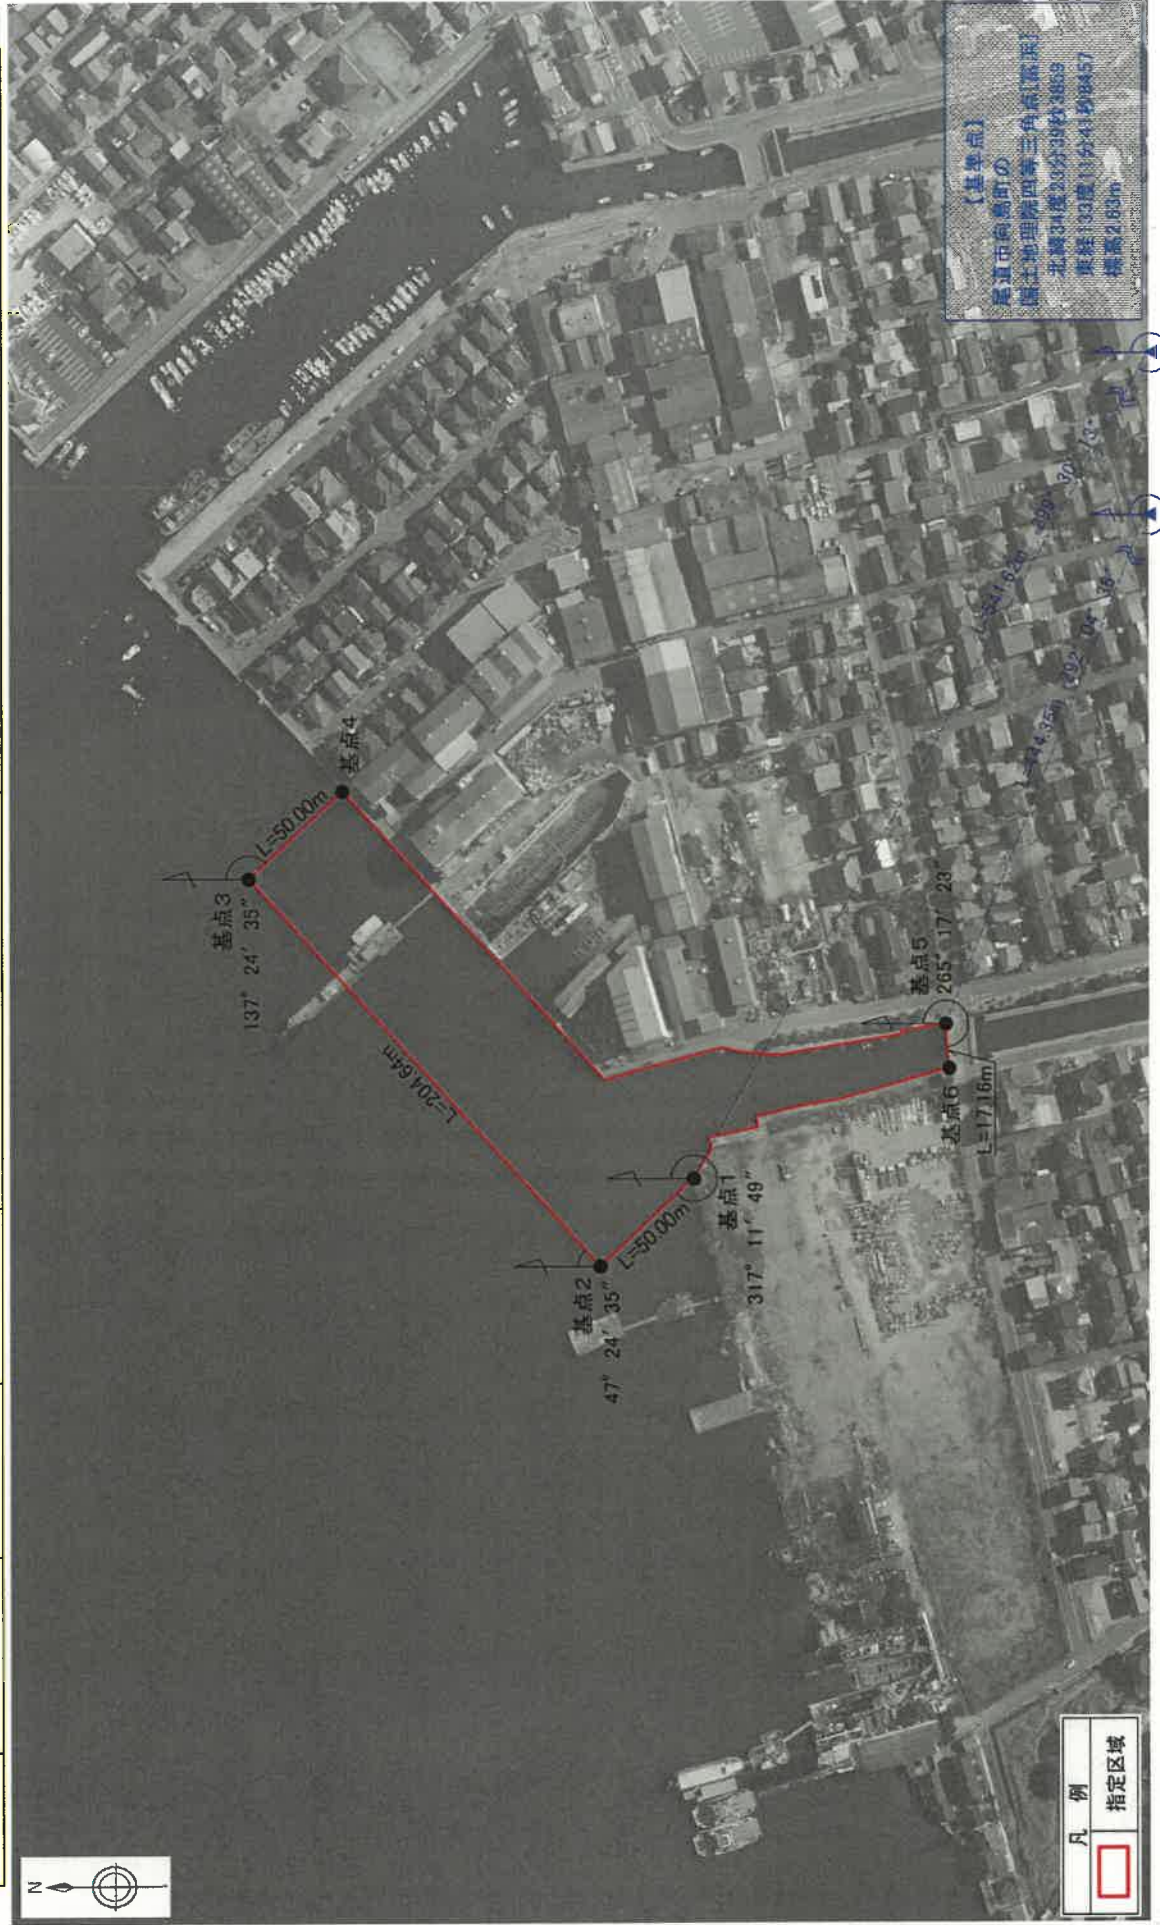 N
基点3
137° 24′ 35″
L=50.00m
基点4
L=204.64m
基点2
47° 24′ 35″
L=50.00m
基点1
317° 11′ 49″
基点5
265° 17′ 23″
基点6
L=17.16m
【基準点】
尾道市向島町の
国土地理院四等三角点[富浜]
北緯34度23分39秒3859
東経133度11分41秒8457
標高2.63m
凡 例
指定区域